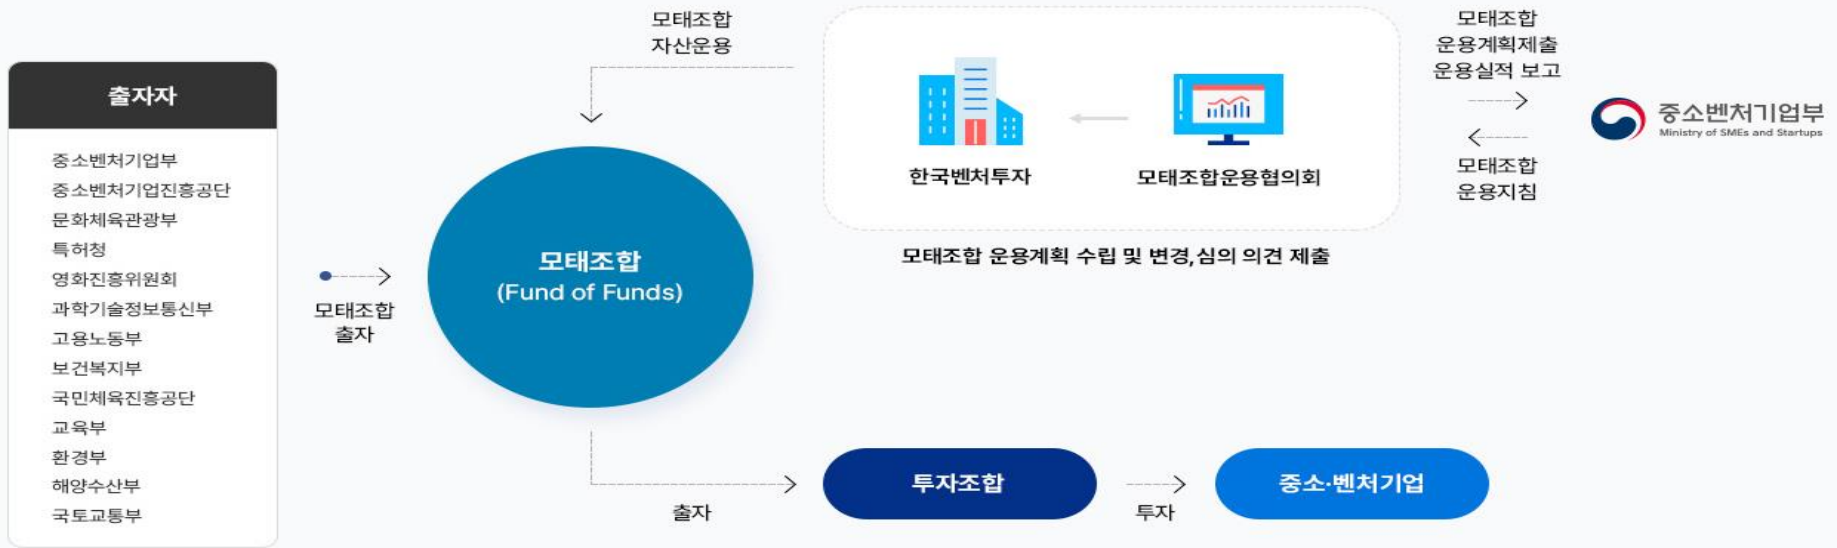 출자자
중소벤처기업부
중소벤처기업진흥공단
문화체육관광부
특허청
영화진흥위원회
과학기술정보통신부
고용노동부
보건복지부
국민체육진흥공단
교육부
환경부
해양수산부
국토교통부
모태조합
출자
모태조합
(Fund of Funds)
모태조합
자산운용
한국벤처투자
모태조합운용협의회
모태조합 운용계획 수립 및 변경,심의 의견 제출
모태조합
운용계획제출
운용실적 보고
모태조합
운용지침
중소벤처기업부
Ministry of SMEs and Startups
출자
투자조합
투자
중소·벤처기업